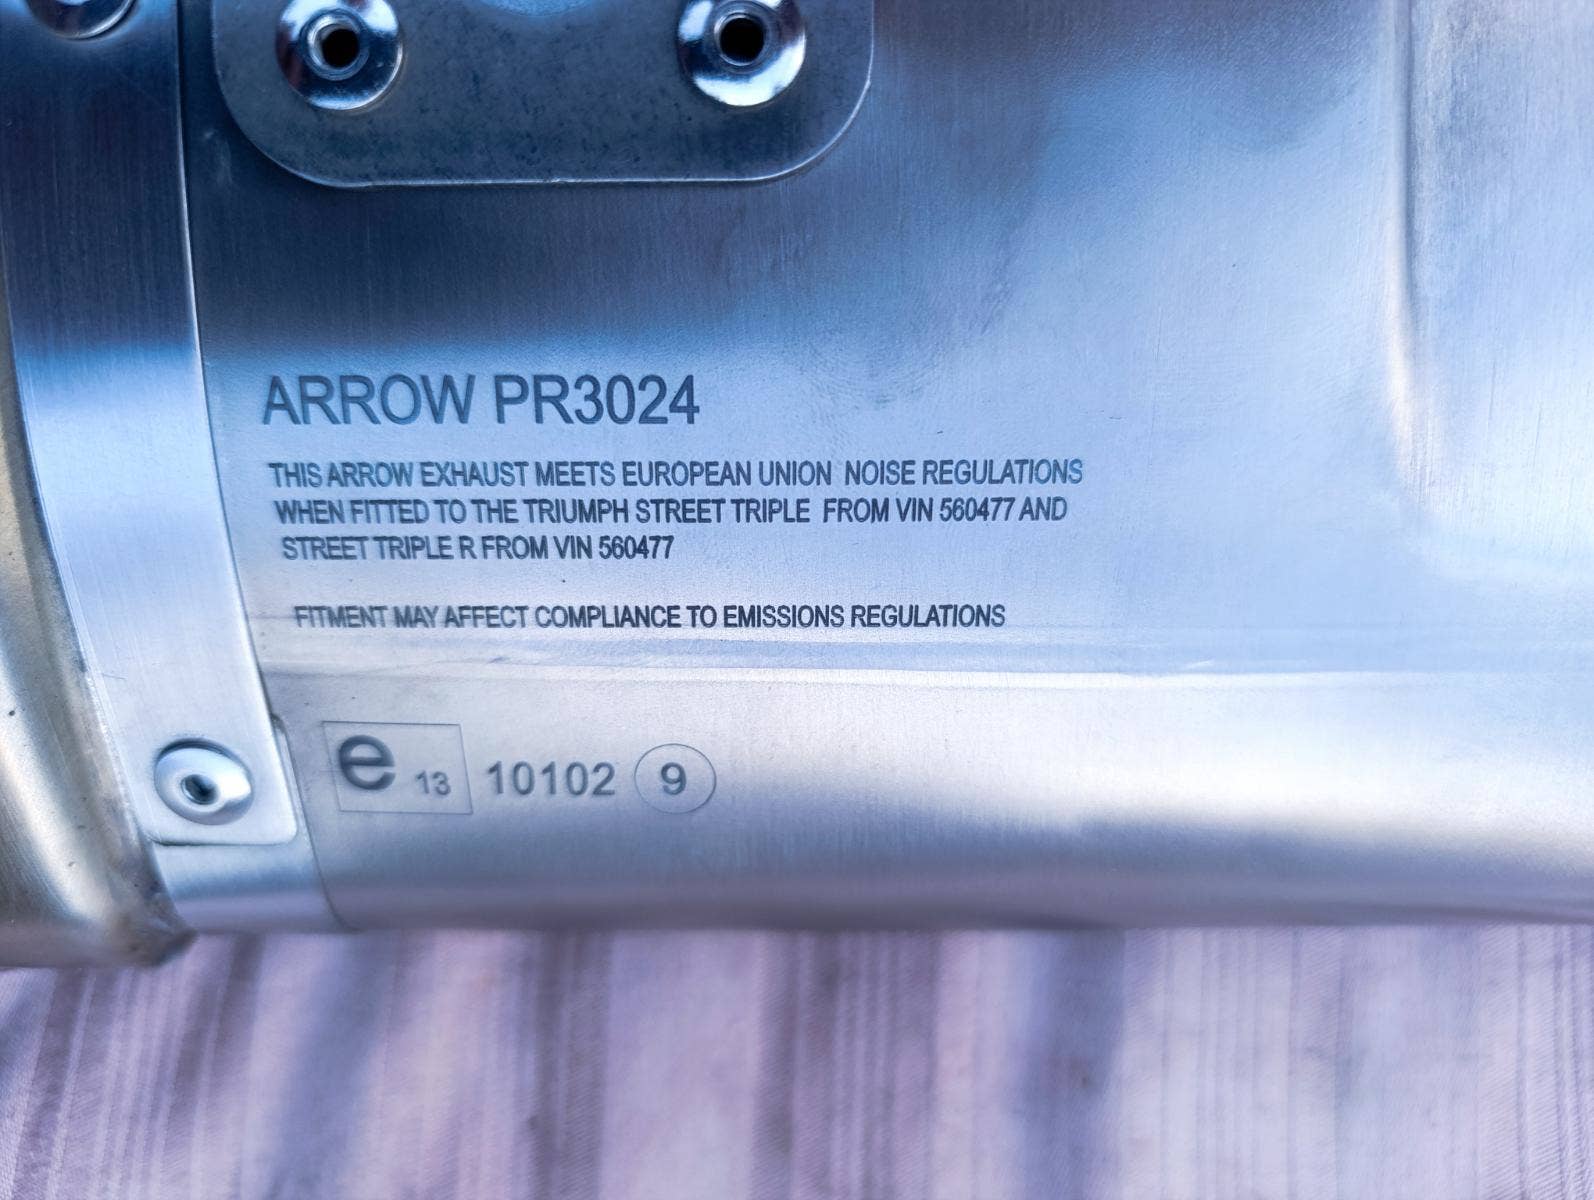 ARROW PR3024
THIS ARROW EXHAUST MEETS EUROPEAN UNION NOISE REGULATIONS
WHEN FITTED TO THE TRIUMPH STREET TRIPLE FROM VIN 560477 AND
STREET TRIPLE R FROM VIN 560477
FITMENT MAY AFFECT COMPLIANCE TO EMISSIONS REGULATIONS
e 13 10102 9